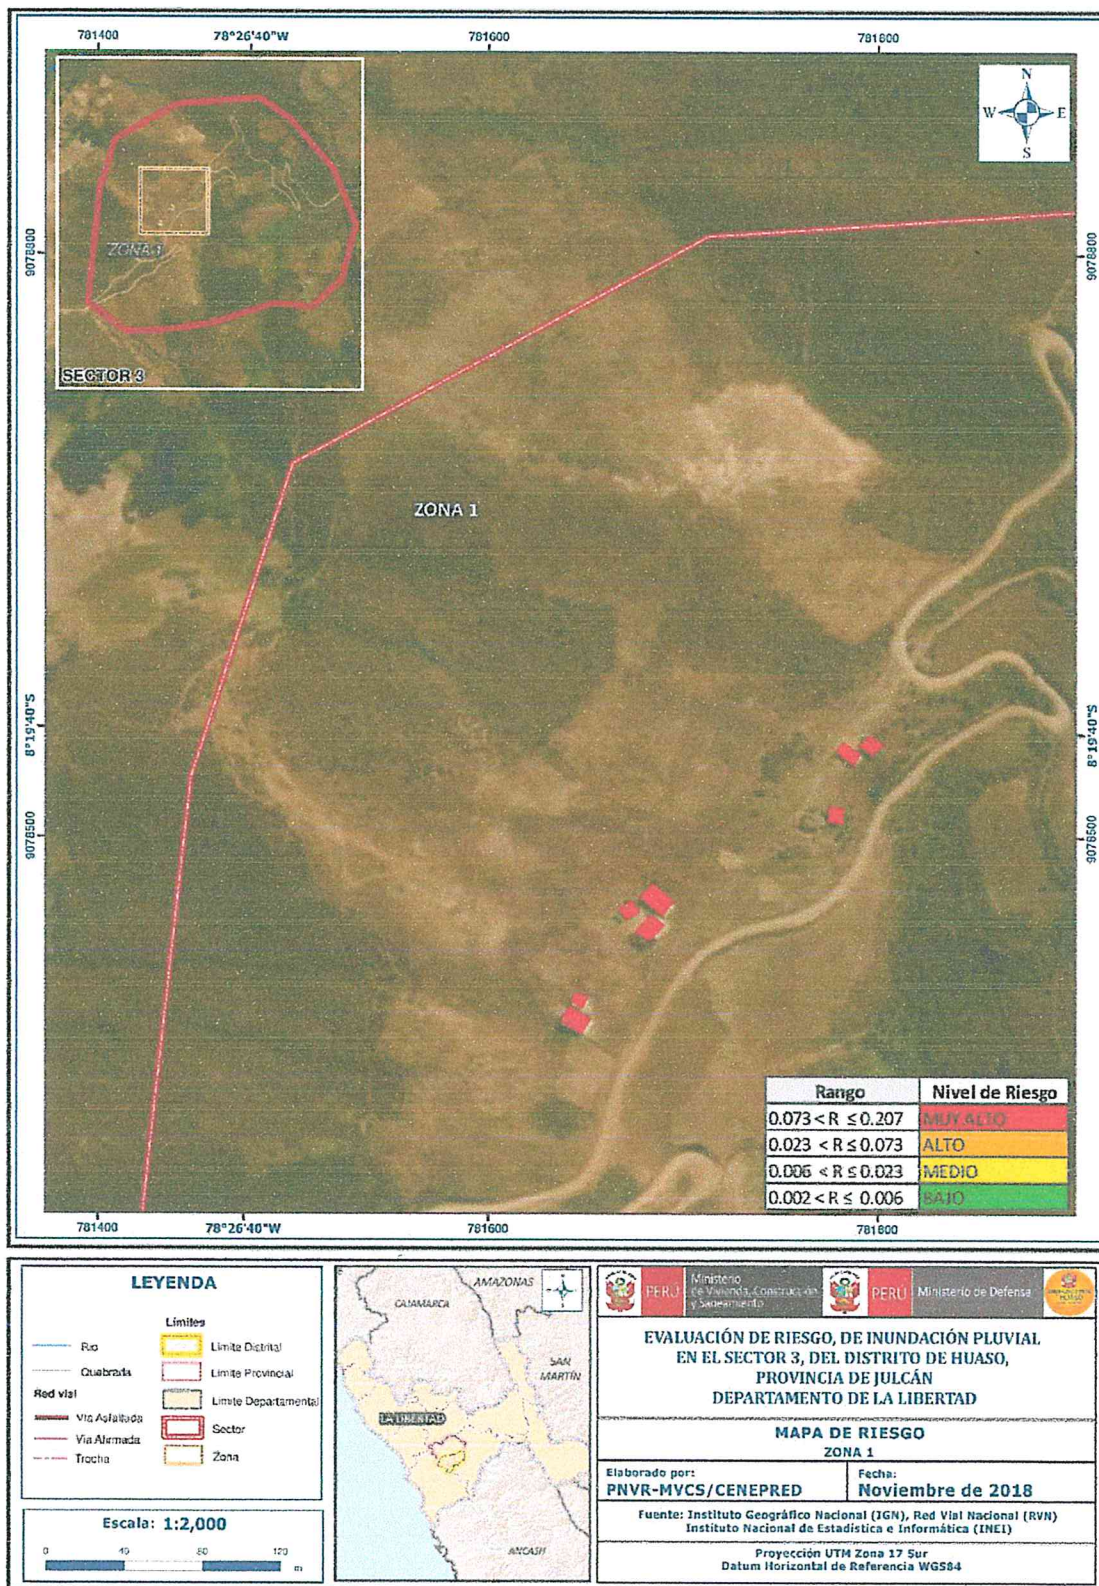 781400
78°26'40"W
781600
781800
N
W
E
S
ZONA 1
SECTOR 3
9078800
9078800
ZONA 1
8°19'40"S
8°19'40"S
9078500
9078500
Rango
Nivel de Riesgo
0.073 < R ≤ 0.207
MUY ALTO
0.023 < R ≤ 0.073
ALTO
0.006 < R ≤ 0.023
MEDIO
0.002 < R ≤ 0.006
BAJO
781400
78°26'40"W
781600
781800
LEYENDA
Río
Quebrada
Red vial
Vía Asfaltada
Vía Afirmada
Trocha
Límites
Límite Distrital
Límite Provincial
Límite Departamental
Sector
Zona
Escala: 1:2,000
0
40
80
120
m
AMAZONAS
CAJAMARCA
SAN MARTÍN
LA LIBERTAD
ANCASH
PERÚ
Ministerio
de Vivienda, Construcción
y Saneamiento
PERÚ
Ministerio de Defensa
EVALUACIÓN DE RIESGO, DE INUNDACIÓN PLUVIAL
EN EL SECTOR 3, DEL DISTRITO DE HUASO,
PROVINCIA DE JULCÁN
DEPARTAMENTO DE LA LIBERTAD
MAPA DE RIESGO
ZONA 1
Elaborado por:
PNVR-MVCS/CENEPRED
Fecha:
Noviembre de 2018
Fuente: Instituto Geográfico Nacional (IGN), Red Vial Nacional (RVN)
Instituto Nacional de Estadística e Informática (INEI)
Proyección UTM Zona 17 Sur
Datum Horizontal de Referencia WGS84